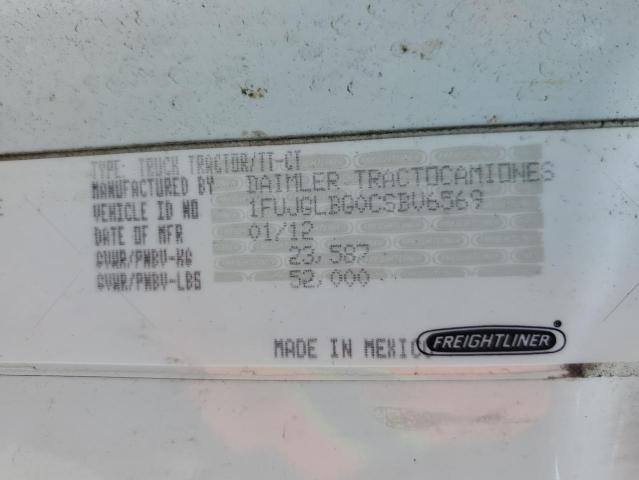 TYPE: TRUCK TRACTOR/TT-CT
MANUFACTURED BY DAIMLER TRACTOCAMIONES
VEHICLE ID NO 1FUJGLBG0CSBV6569
DATE OF MFR 01/12
GVWR/PNBV-KG 23,587
GVWR/PNBV-LBS 52,000
MADE IN MEXICO
FREIGHTLINER ®